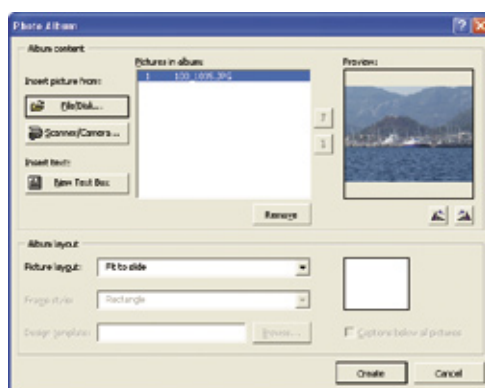 Photo Album
Album content
Insert picture from:
File/Disk...
Scanner/Camera...
Insert text:
New Text Box
Pictures in album:
1 100_1005.JPG
Remove
Preview:
Album layout
Picture layout: Fit to slide
Frame style: Rectangle
Design template: Browse...
Captions below all pictures
Create Cancel